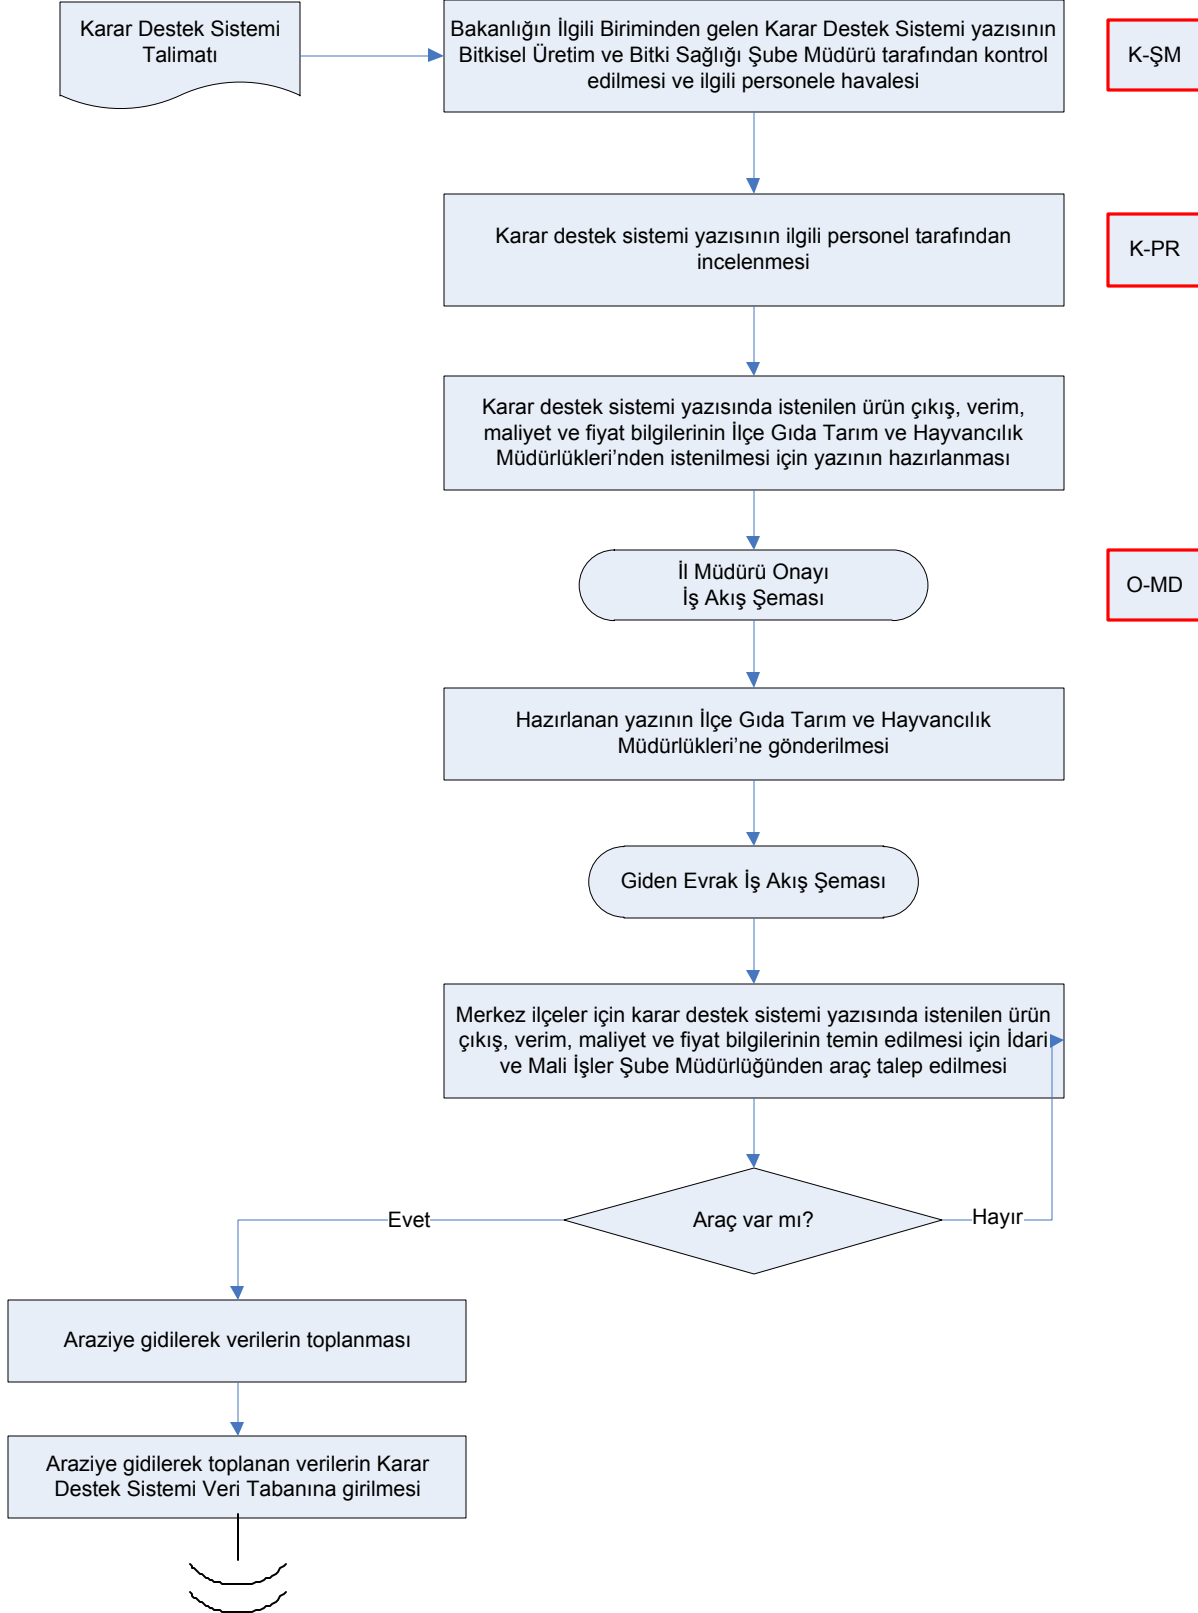 Karar Destek Sistemi
Talimatı
Bakanlığın İlgili Biriminden gelen Karar Destek Sistemi yazısının
Bitkisel Üretim ve Bitki Sağlığı Şube Müdürü tarafından kontrol
edilmesi ve ilgili personele havalesi
K-ŞM
Karar destek sistemi yazısının ilgili personel tarafından
incelenmesi
K-PR
Karar destek sistemi yazısında istenilen ürün çıkış, verim,
maliyet ve fiyat bilgilerinin İlçe Gıda Tarım ve Hayvancılık
Müdürlükleri’nden istenilmesi için yazının hazırlanması
İl Müdürü Onayı
İş Akış Şeması
O-MD
Hazırlanan yazının İlçe Gıda Tarım ve Hayvancılık
Müdürlükleri’ne gönderilmesi
Giden Evrak İş Akış Şeması
Merkez ilçeler için karar destek sistemi yazısında istenilen ürün
çıkış, verim, maliyet ve fiyat bilgilerinin temin edilmesi için İdari
ve Mali İşler Şube Müdürlüğünden araç talep edilmesi
Araç var mı?
Evet
Hayır
Araziye gidilerek verilerin toplanması
Araziye gidilerek toplanan verilerin Karar
Destek Sistemi Veri Tabanına girilmesi